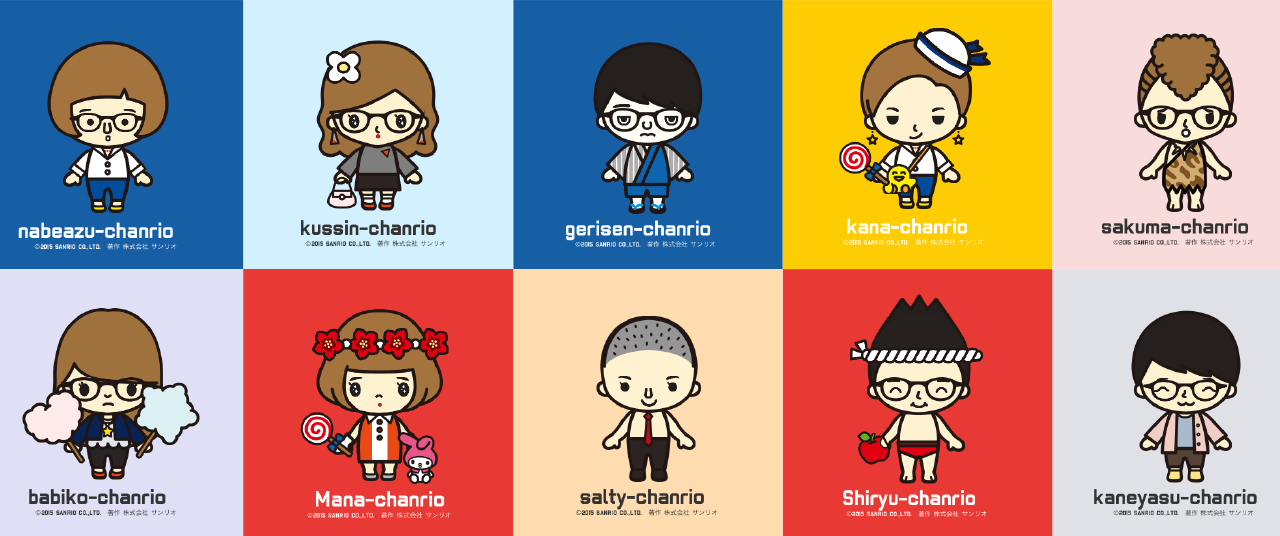 nabeazu-chanrio
©2015 SANRIO CO.,LTD. 著作 株式会社 サンリオ
kussin-chanrio
©2015 SANRIO CO.,LTD. 著作 株式会社 サンリオ
gerisen-chanrio
©2015 SANRIO CO.,LTD. 著作 株式会社 サンリオ
kana-chanrio
©2015 SANRIO CO.,LTD. 著作 株式会社 サンリオ
sakuma-chanrio
©2015 SANRIO CO.,LTD. 著作 株式会社 サンリオ
babiko-chanrio
©2015 SANRIO CO.,LTD. 著作 株式会社 サンリオ
Mana-chanrio
©2015 SANRIO CO.,LTD. 著作 株式会社 サンリオ
salty-chanrio
©2015 SANRIO CO.,LTD. 著作 株式会社 サンリオ
Shiryu-chanrio
©2015 SANRIO CO.,LTD. 著作 株式会社 サンリオ
kaneyasu-chanrio
©2015 SANRIO CO.,LTD. 著作 株式会社 サンリオ